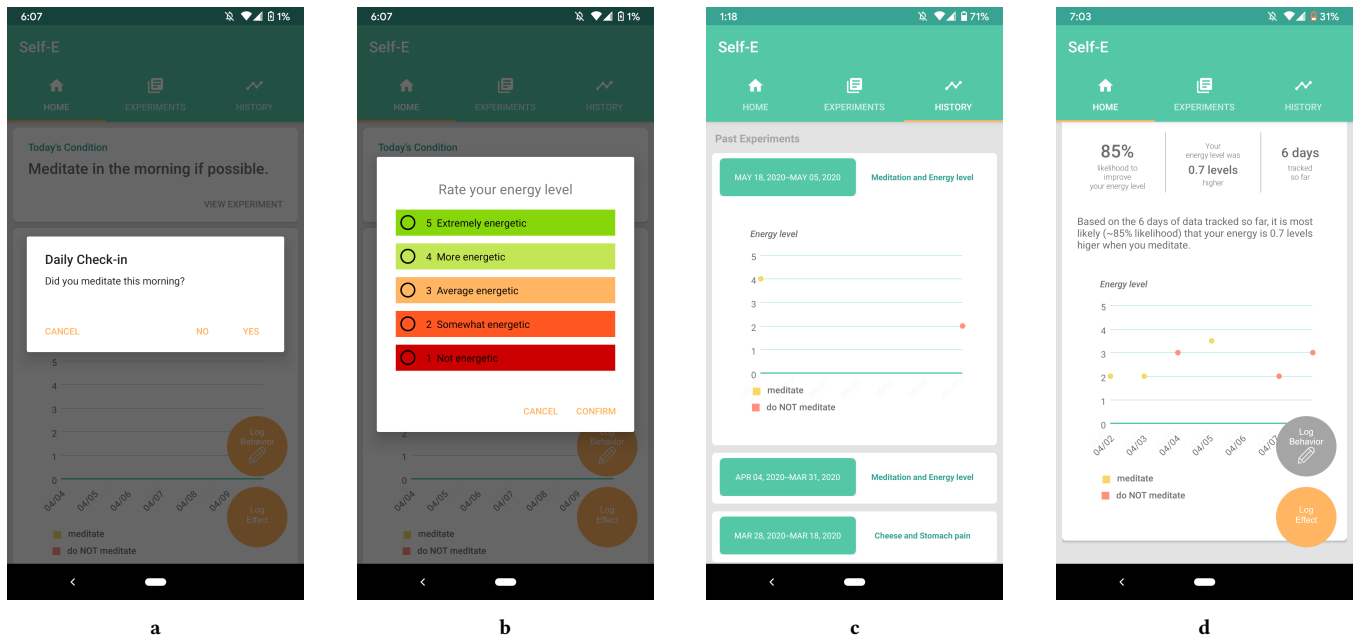 6:07
1%
Self-E
HOME
EXPERIMENTS
HISTORY
Today's Condition
Meditate in the morning if possible.
VIEW EXPERIMENT
Daily Check-in
Did you meditate this morning?
CANCEL
NO
YES
5
4
3
2
1
0
04/04
04/05
04/06
04/07
04/08
04/09
meditate
do NOT meditate
Log
Behavior
Log
Effect
a
6:07
1%
Self-E
HOME
EXPERIMENTS
HISTORY
Today's Condition
Meditate in the morning if possible.
Rate your energy level
5 Extremely energetic
4 More energetic
3 Average energetic
2 Somewhat energetic
1 Not energetic
CANCEL
CONFIRM
2
1
0
04/04
04/05
04/06
04/07
04/08
04/09
meditate
do NOT meditate
Log
Behavior
Log
Effect
b
1:18
71%
Self-E
HOME
EXPERIMENTS
HISTORY
Past Experiments
MAY 18, 2020–MAY 05, 2020
Meditation and Energy level
Energy level
5
4
3
2
1
0
meditate
do NOT meditate
APR 04, 2020–MAR 31, 2020
Meditation and Energy level
MAR 28, 2020–MAR 18, 2020
Cheese and Stomach pain
c
7:03
31%
Self-E
HOME
EXPERIMENTS
HISTORY
85%
likelihood to
improve
your energy level
Your
energy level was
0.7 levels
higher
6 days
tracked
so far
Based on the 6 days of data tracked so far, it is most
likely (~85% likelihood) that your energy is 0.7 levels
higer when you meditate.
Energy level
5
4
3
2
1
0
04/02
04/03
04/04
04/05
04/06
meditate
do NOT meditate
Log
Behavior
Log
Effect
d